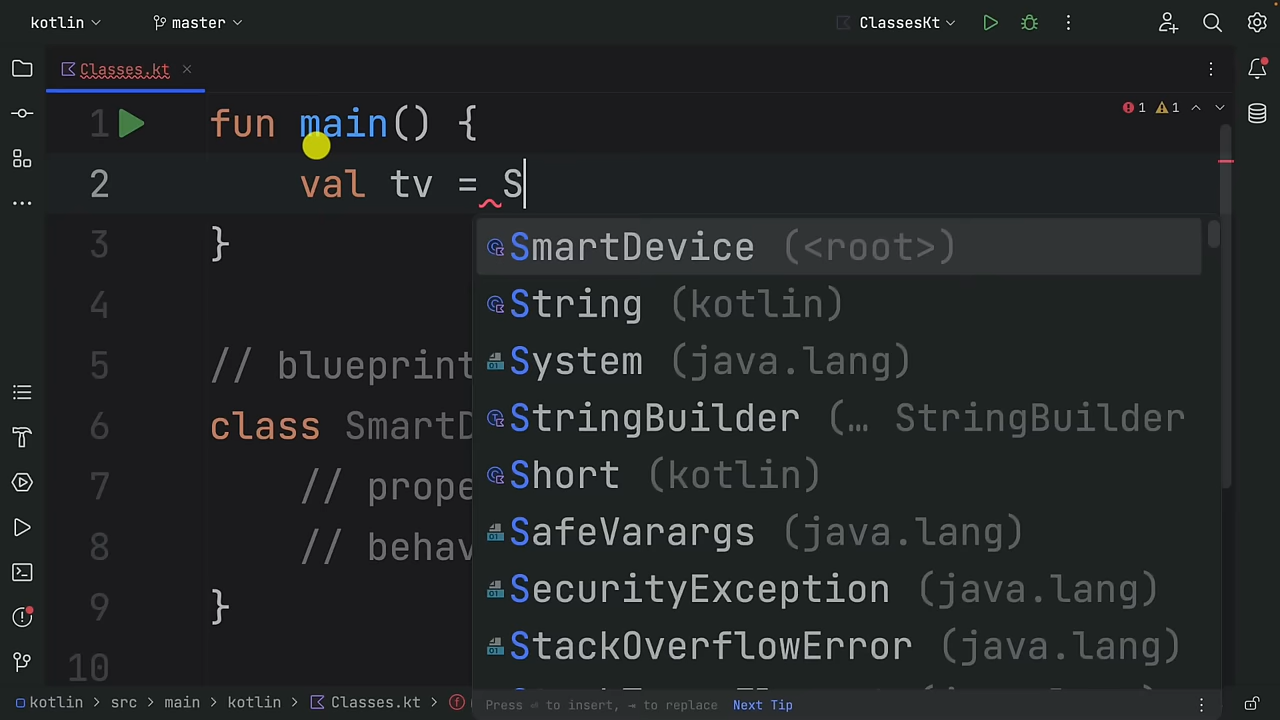 kotlin master ClassesKt
Classes.kt
1 fun main() { 1 1
2 val tv = S
3 }
SmartDevice (<root>)
String (kotlin)
4
System (java.lang)
5 // blueprint
StringBuilder (… StringBuilder
6 class SmartD
Short (kotlin)
7 // prope
SafeVarargs (java.lang)
8 // behav
SecurityException (java.lang)
9 }
StackOverflowError (java.lang)
10
kotlin > src > main > kotlin > Classes.kt >
Press ⏎ to insert, ⇥ to replace Next Tip